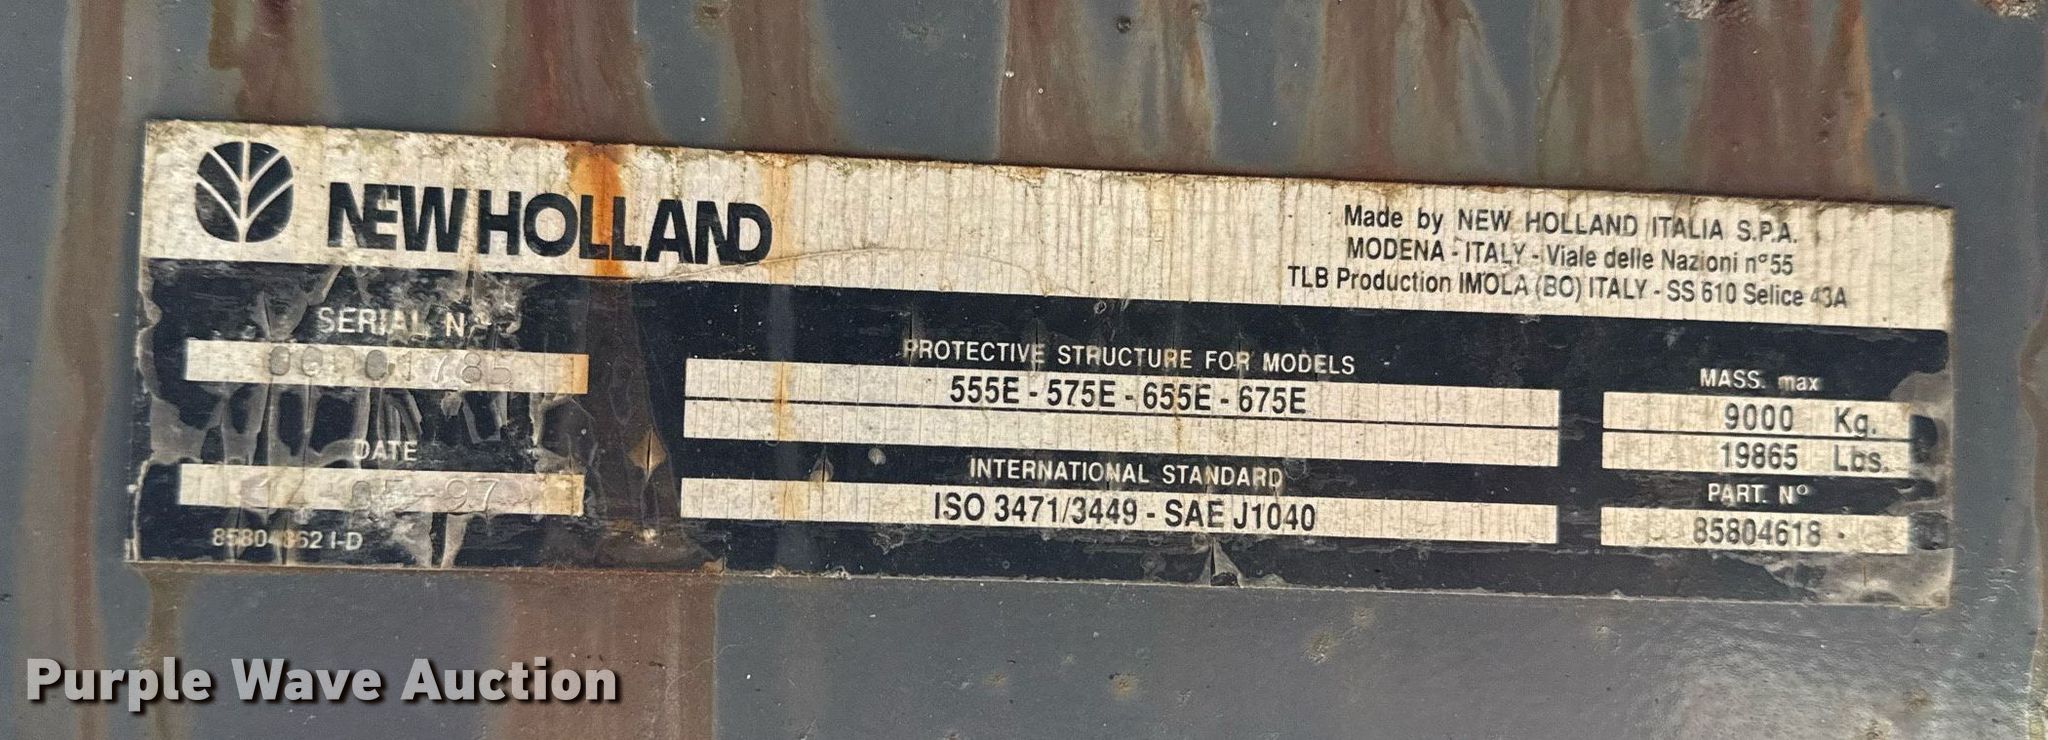 NEW HOLLAND
Made by NEW HOLLAND ITALIA S.P.A.
MODENA - ITALY - Viale delle Nazioni n°55
TLB Production IMOLA (BO) ITALY - SS 610 Selice 43A
SERIAL
PROTECTIVE STRUCTURE FOR MODELS
555E - 575E - 655E - 675E
MASS. max
9000 Kg.
19865 Lbs.
DATE
INTERNATIONAL STANDARD
ISO 3471/3449 - SAE J1040
PART. N°
85804618
I-D
Purple Wave Auction